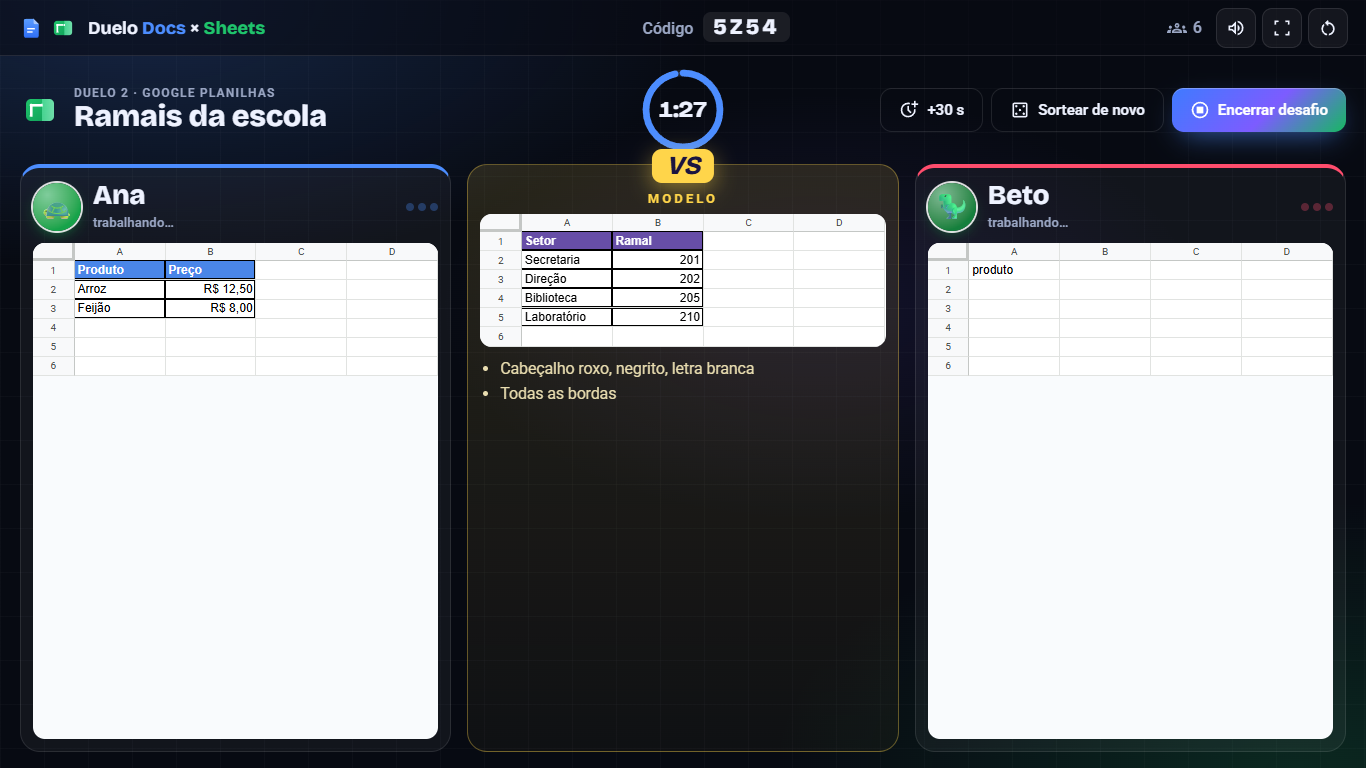 Duelo Docs × Sheets
Código 5Z54
6
DUELO 2 · GOOGLE PLANILHAS
Ramais da escola
1:27
+30 s
Sortear de novo
Encerrar desafio
Ana
trabalhando...
A B C D
1 Produto Preço
2 Arroz R$ 12,50
3 Feijão R$ 8,00
4
5
6
VS
MODELO
A B C D
1 Setor Ramal
2 Secretaria 201
3 Direção 202
4 Biblioteca 205
5 Laboratório 210
6
• Cabeçalho roxo, negrito, letra branca
• Todas as bordas
Beto
trabalhando...
A B C D
1 produto
2
3
4
5
6